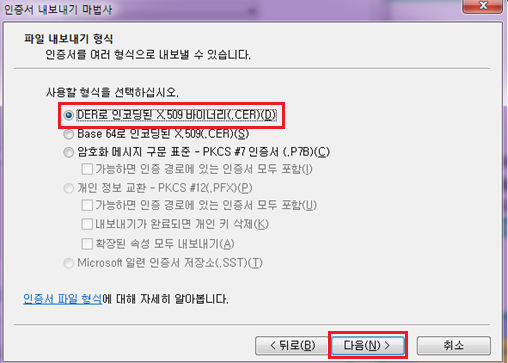 인증서 내보내기 마법사
파일 내보내기 형식
인증서를 여러 형식으로 내보낼 수 있습니다.
사용할 형식을 선택하십시오.
DER로 인코딩된 X.509 바이너리(.CER)(D)
Base 64로 인코딩된 X.509(.CER)(S)
암호화 메시지 구문 표준 - PKCS #7 인증서 (.P7B)(C)
가능하면 인증 경로에 있는 인증서 모두 포함(I)
개인 정보 교환 - PKCS #12(.PFX)(P)
가능하면 인증 경로에 있는 인증서 모두 포함(U)
내보내기가 완료되면 개인 키 삭제(K)
확장된 속성 모두 내보내기(A)
Microsoft 일련 인증서 저장소(.SST)(T)
인증서 파일 형식에 대해 자세히 알아봅니다.
< 뒤로(B) 다음(N) > 취소